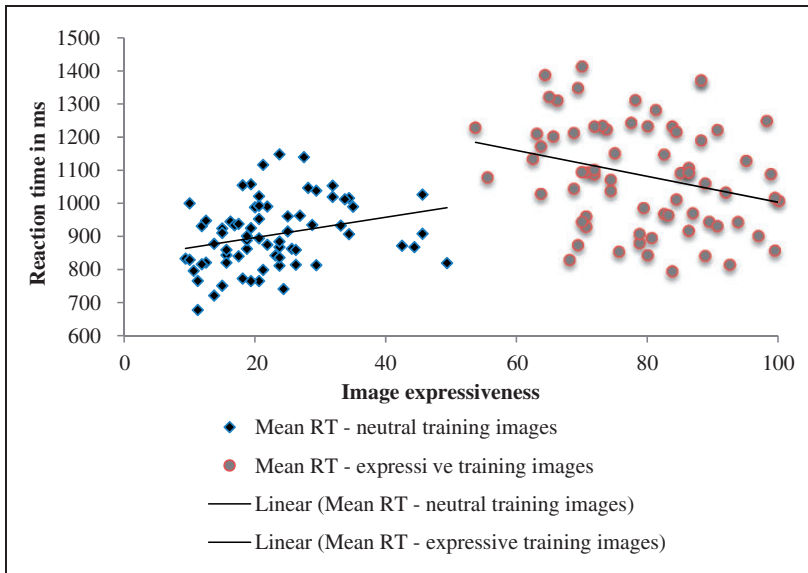 1500
1400
1300
1200
1100
1000
900
800
700
600
Reaction time in ms
0 20 40 60 80 100
Image expressiveness
Mean RT - neutral training images
Mean RT - expressi ve training images
Linear (Mean RT - neutral training images)
Linear (Mean RT - expressive training images)